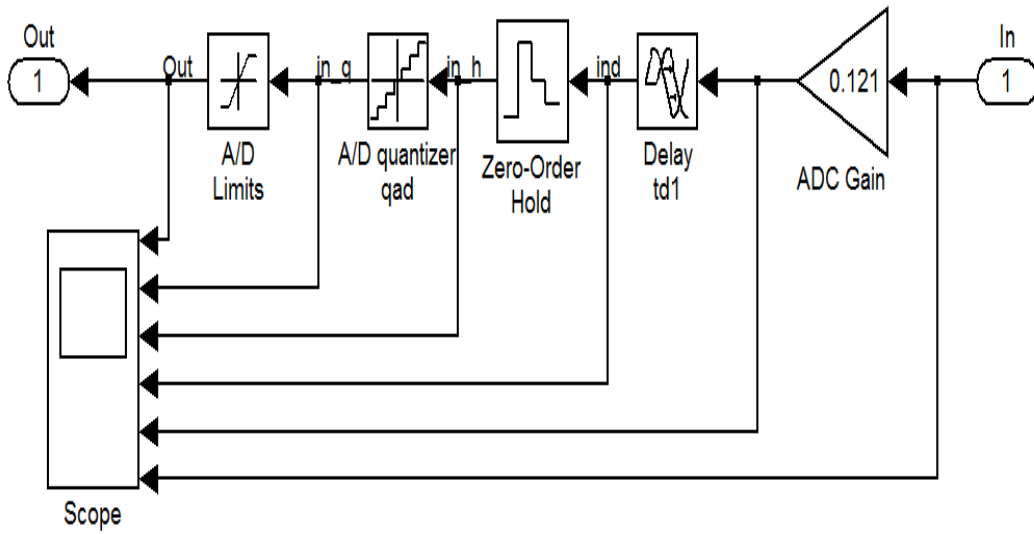 Out
In
1
Out
in_q
in_h
ind
0.121
1
A/D
Limits
A/D quantizer
qad
Zero-Order
Hold
Delay
td1
ADC Gain
Scope